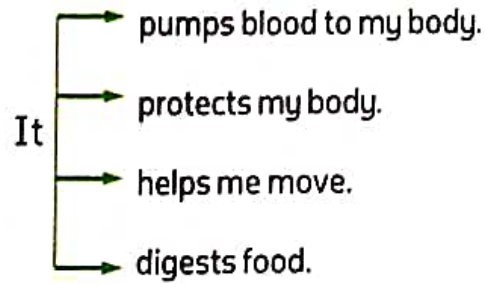 pumps blood to my body.
protects my body.
It
helps me move.
digests food.